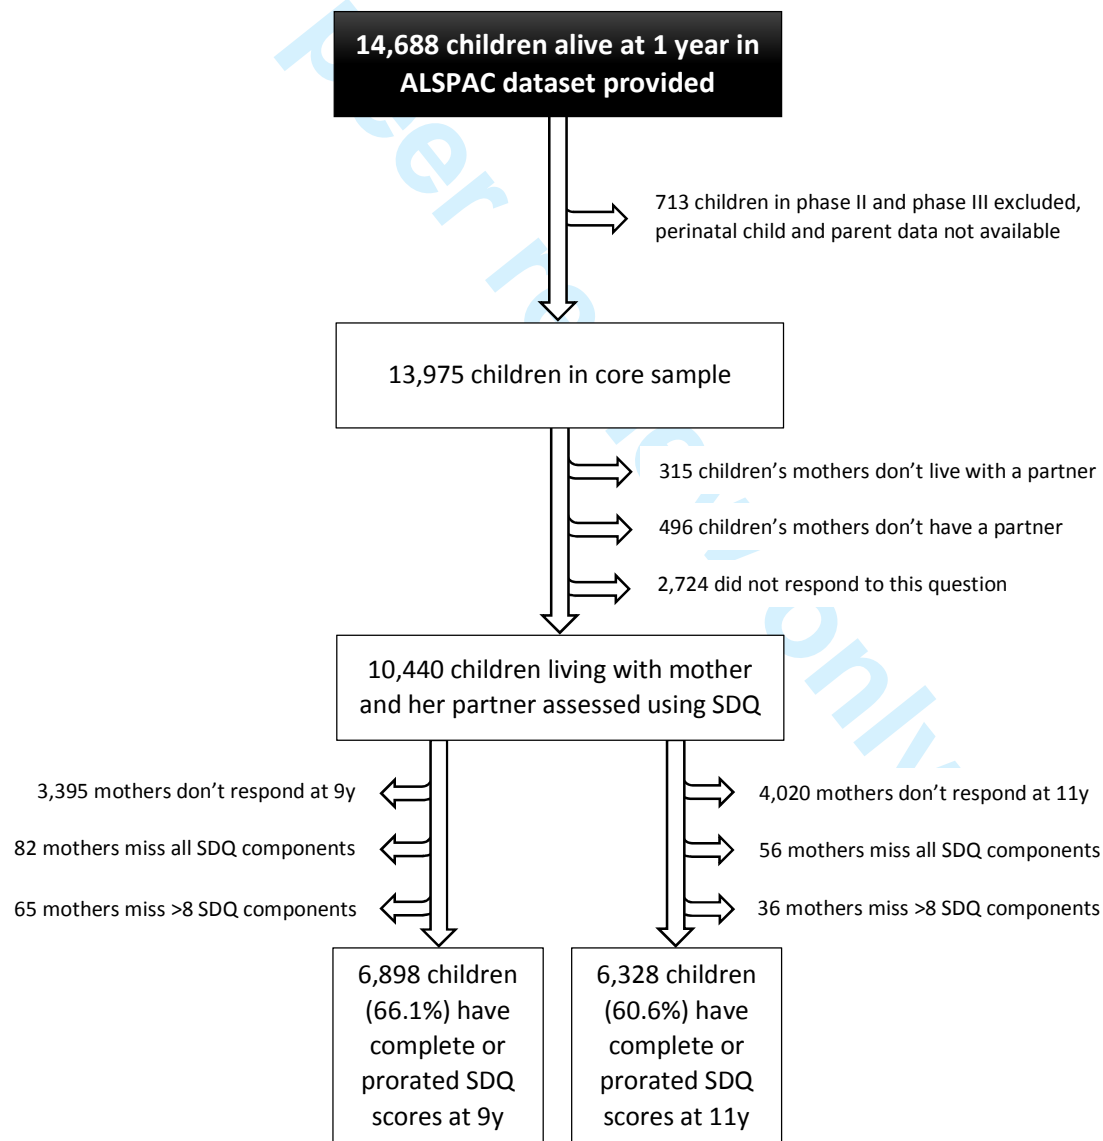 14,688 children alive at 1 year in
ALSPAC dataset provided
713 children in phase II and phase III excluded,
perinatal child and parent data not available
13,975 children in core sample
315 children’s mothers don’t live with a partner
496 children’s mothers don’t have a partner
2,724 did not respond to this question
10,440 children living with mother
and her partner assessed using SDQ
3,395 mothers don’t respond at 9y
82 mothers miss all SDQ components
65 mothers miss >8 SDQ components
4,020 mothers don’t respond at 11y
56 mothers miss all SDQ components
36 mothers miss >8 SDQ components
6,898 children
(66.1%) have
complete or
prorated SDQ
scores at 9y
6,328 children
(60.6%) have
complete or
prorated SDQ
scores at 11y
peer re
only